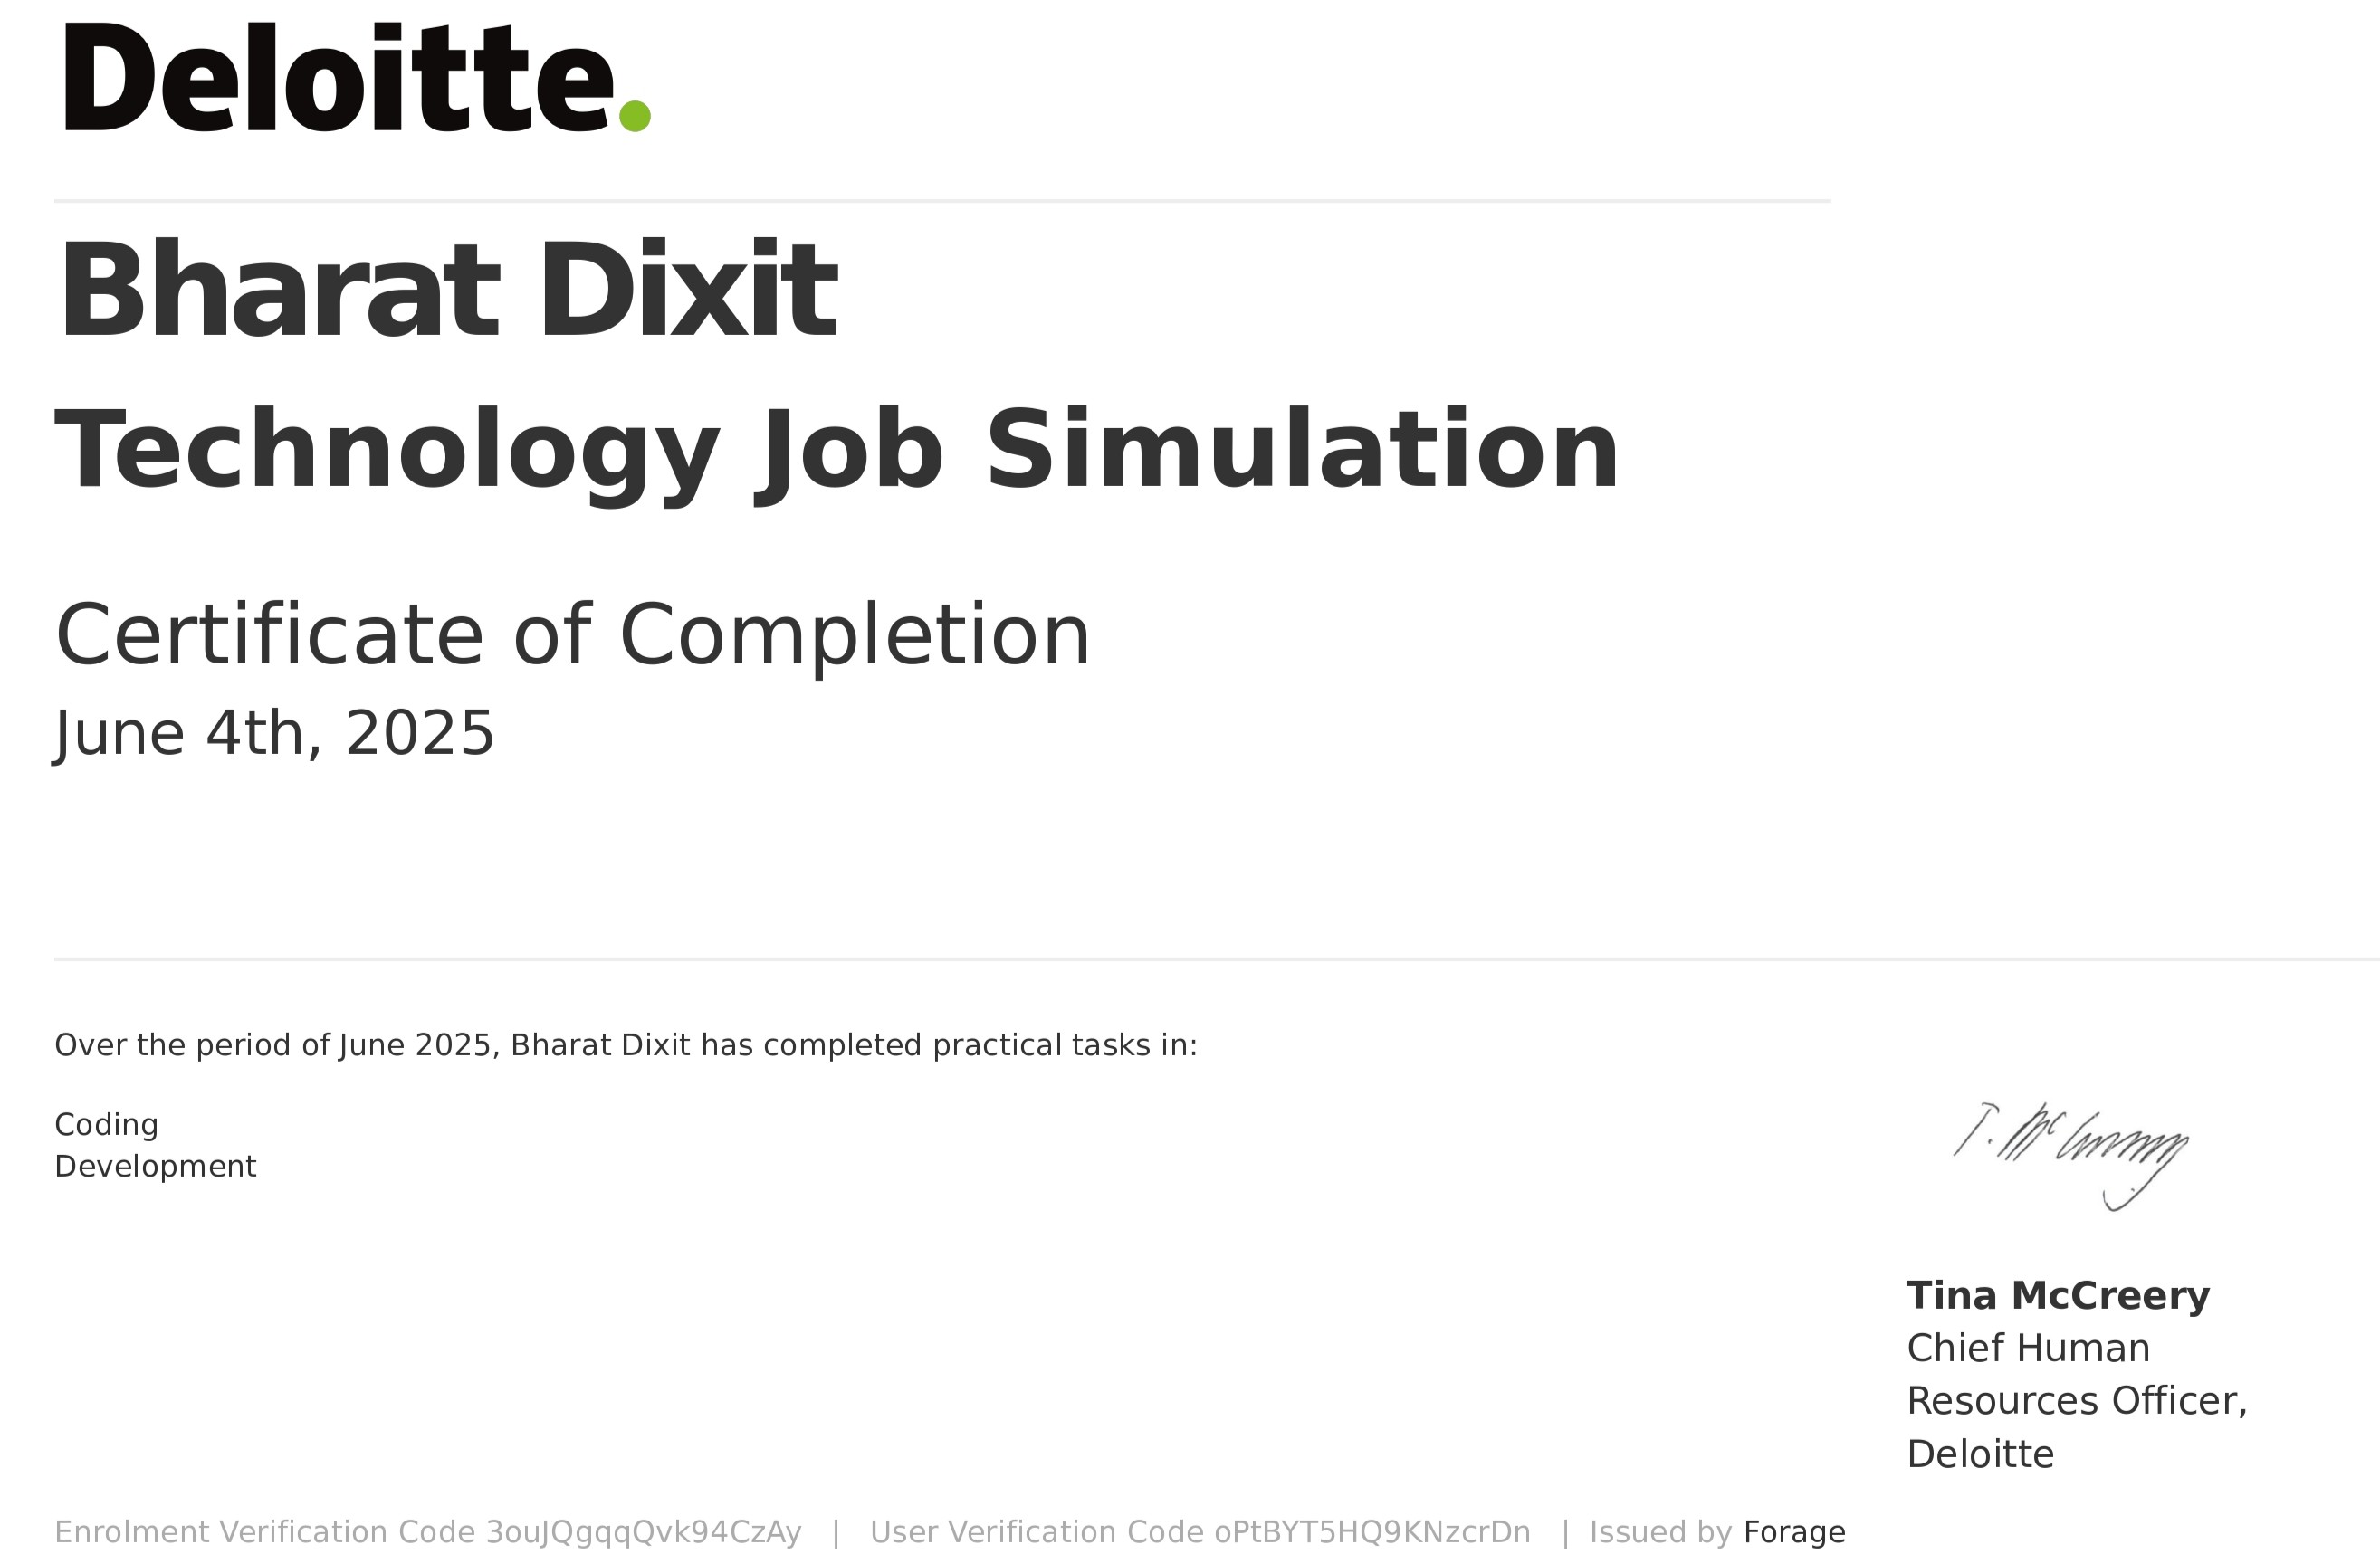 Deloitte.
Bharat Dixit
Technology Job Simulation
Certificate of Completion
June 4th, 2025
Over the period of June 2025, Bharat Dixit has completed practical tasks in:
Coding
Development
T. McCreery
Tina McCreery
Chief Human
Resources Officer,
Deloitte
Enrolment Verification Code 3ouJQgqqQvk94CzAy | User Verification Code oPtBYT5HQ9KNzcrDn | Issued by Forage